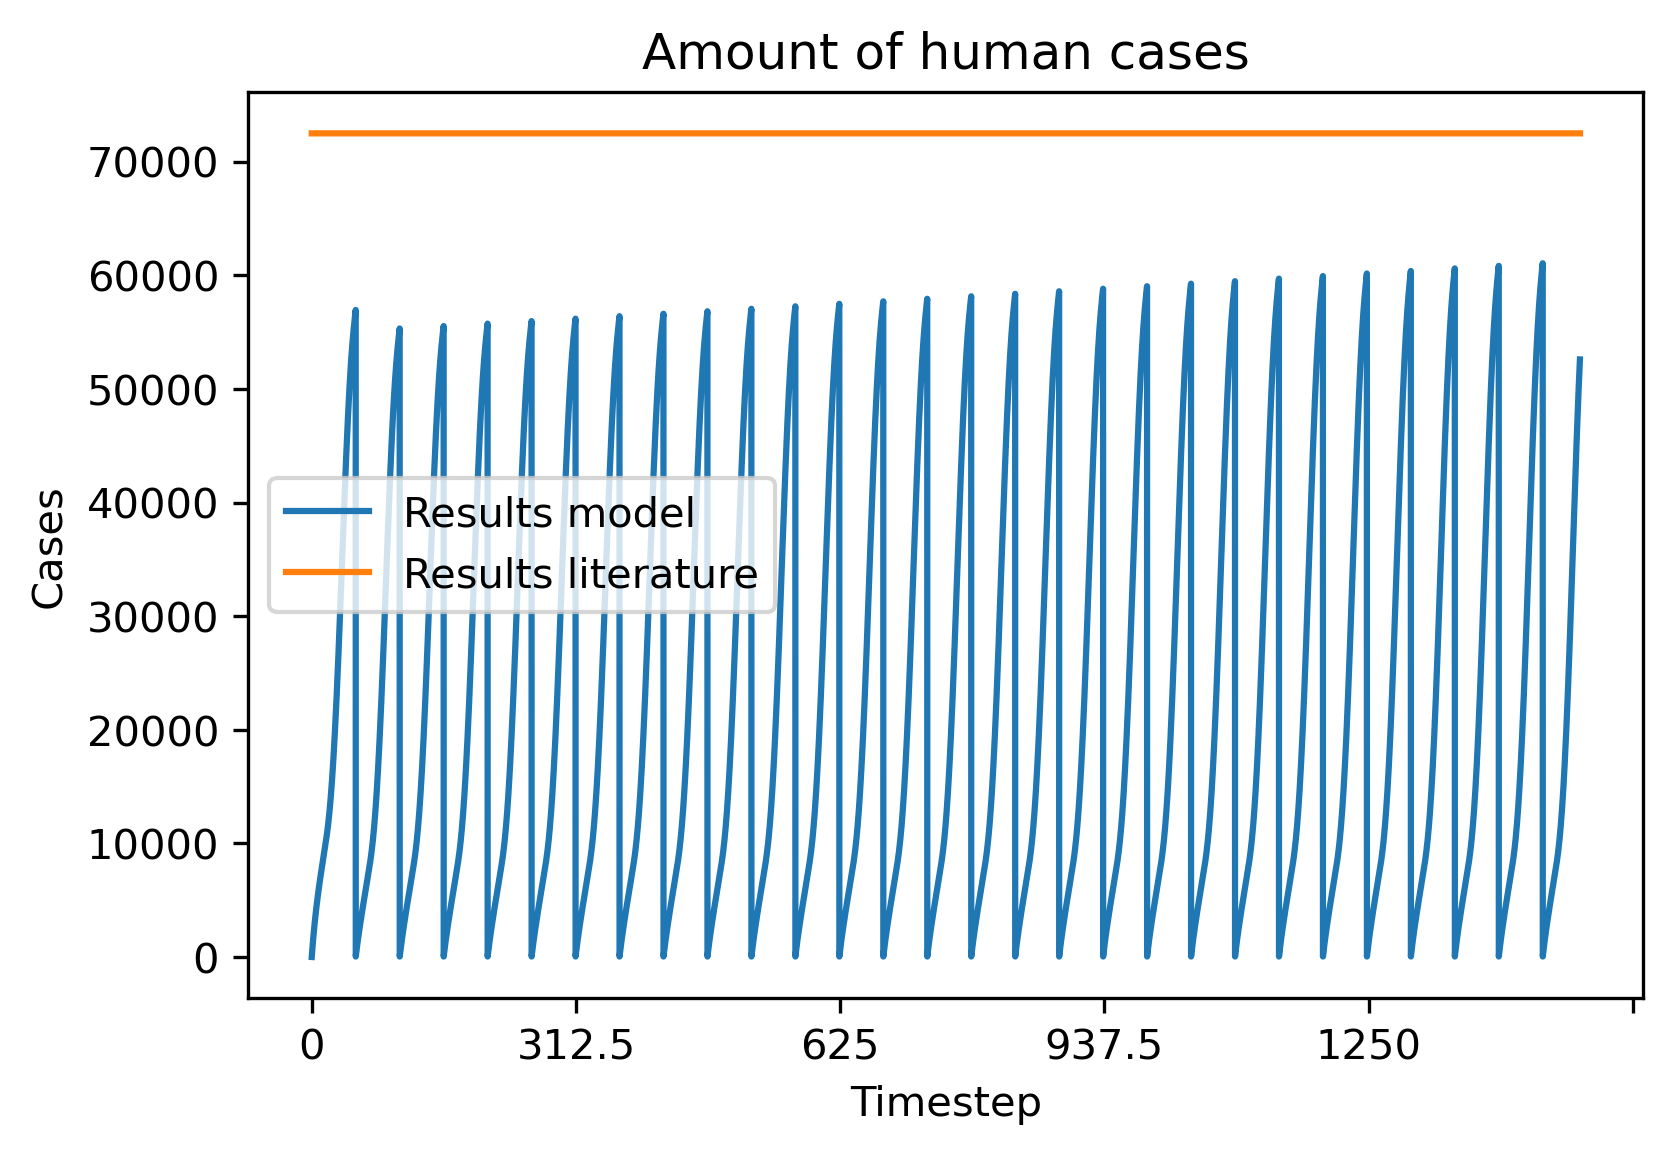 Amount of human cases
70000
60000
50000
40000
30000
20000
10000
0
Cases
Results model
Results literature
0 312.5 625 937.5 1250
Timestep